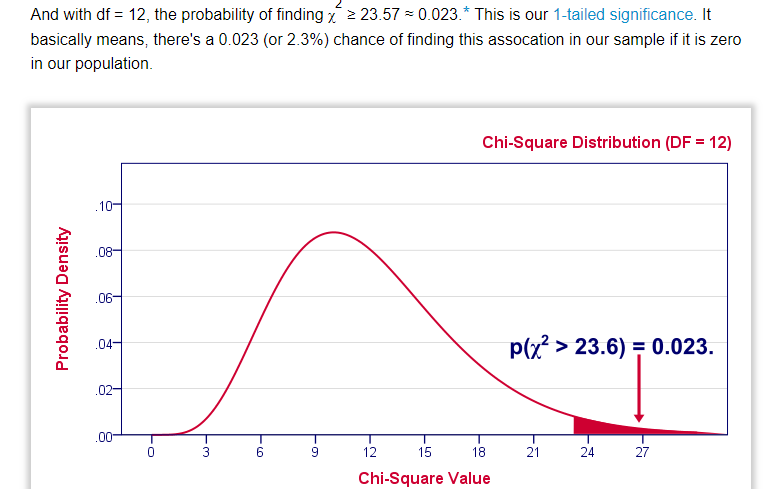 And with df = 12, the probability of finding χ² ≥ 23.57 ≈ 0.023.* This is our 1-tailed significance. It
basically means, there's a 0.023 (or 2.3%) chance of finding this assocation in our sample if it is zero
in our population.
Chi-Square Distribution (DF = 12)
Probability Density
.10
.08
.06
.04
.02
.00
p(χ² > 23.6) = 0.023.
0 3 6 9 12 15 18 21 24 27
Chi-Square Value